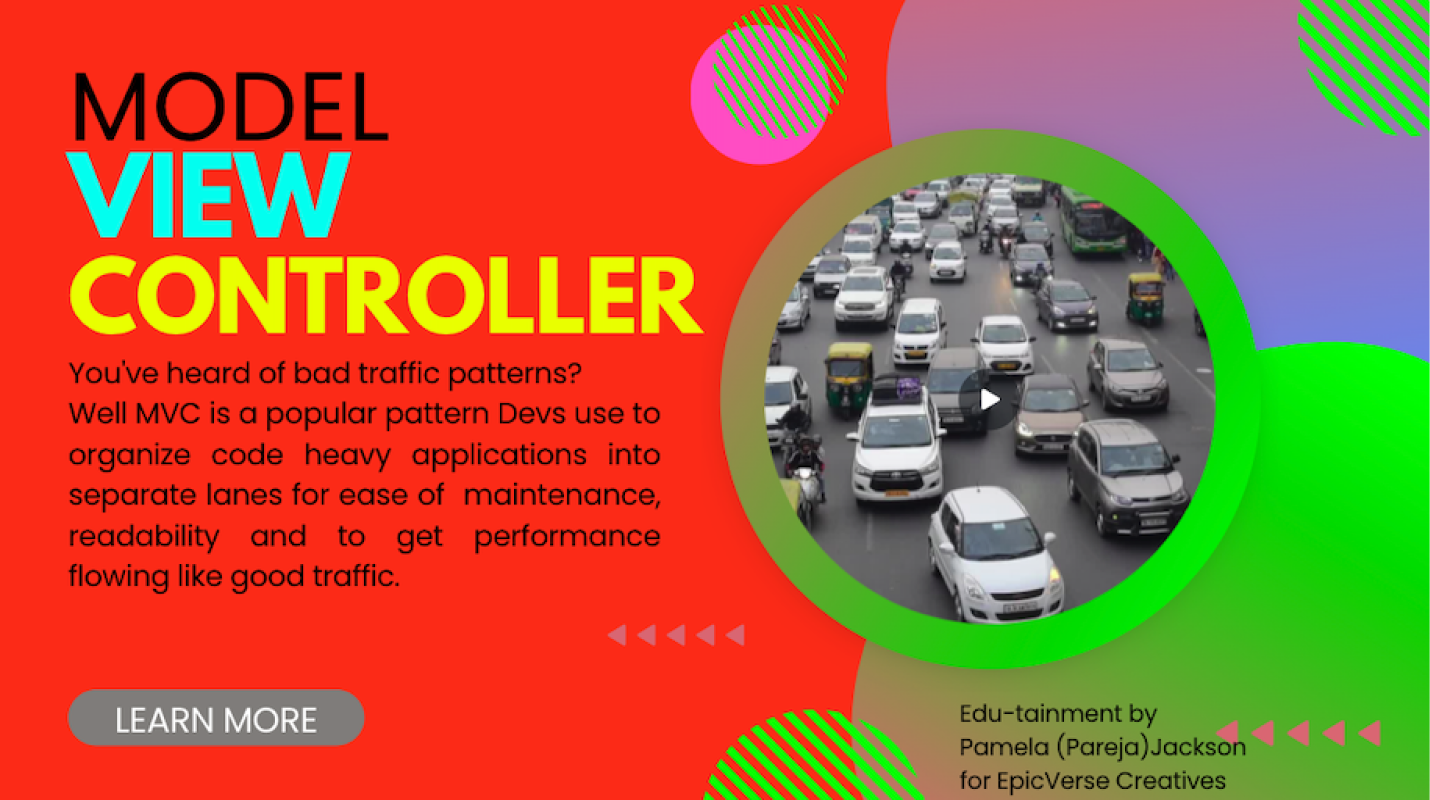 MODEL
VIEW
CONTROLLER
You've heard of bad traffic patterns?
Well MVC is a popular pattern Devs use to
organize code heavy applications into
separate lanes for ease of maintenance,
readability and to get performance
flowing like good traffic.
LEARN MORE
Edu-tainment by
Pamela (Pareja)Jackson
for EpicVerse Creatives